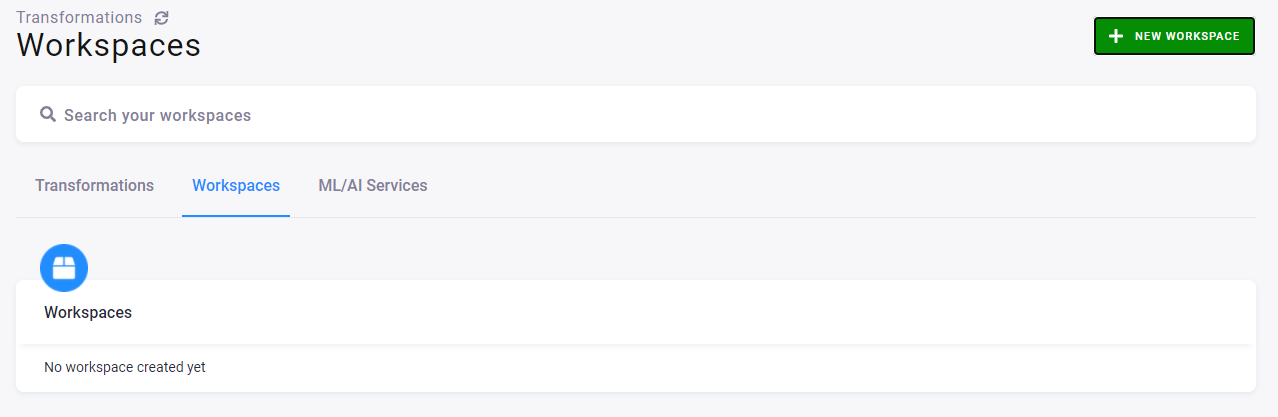 Transformations
Workspaces
NEW WORKSPACE
Search your workspaces
Transformations Workspaces ML/AI Services
Workspaces
No workspace created yet